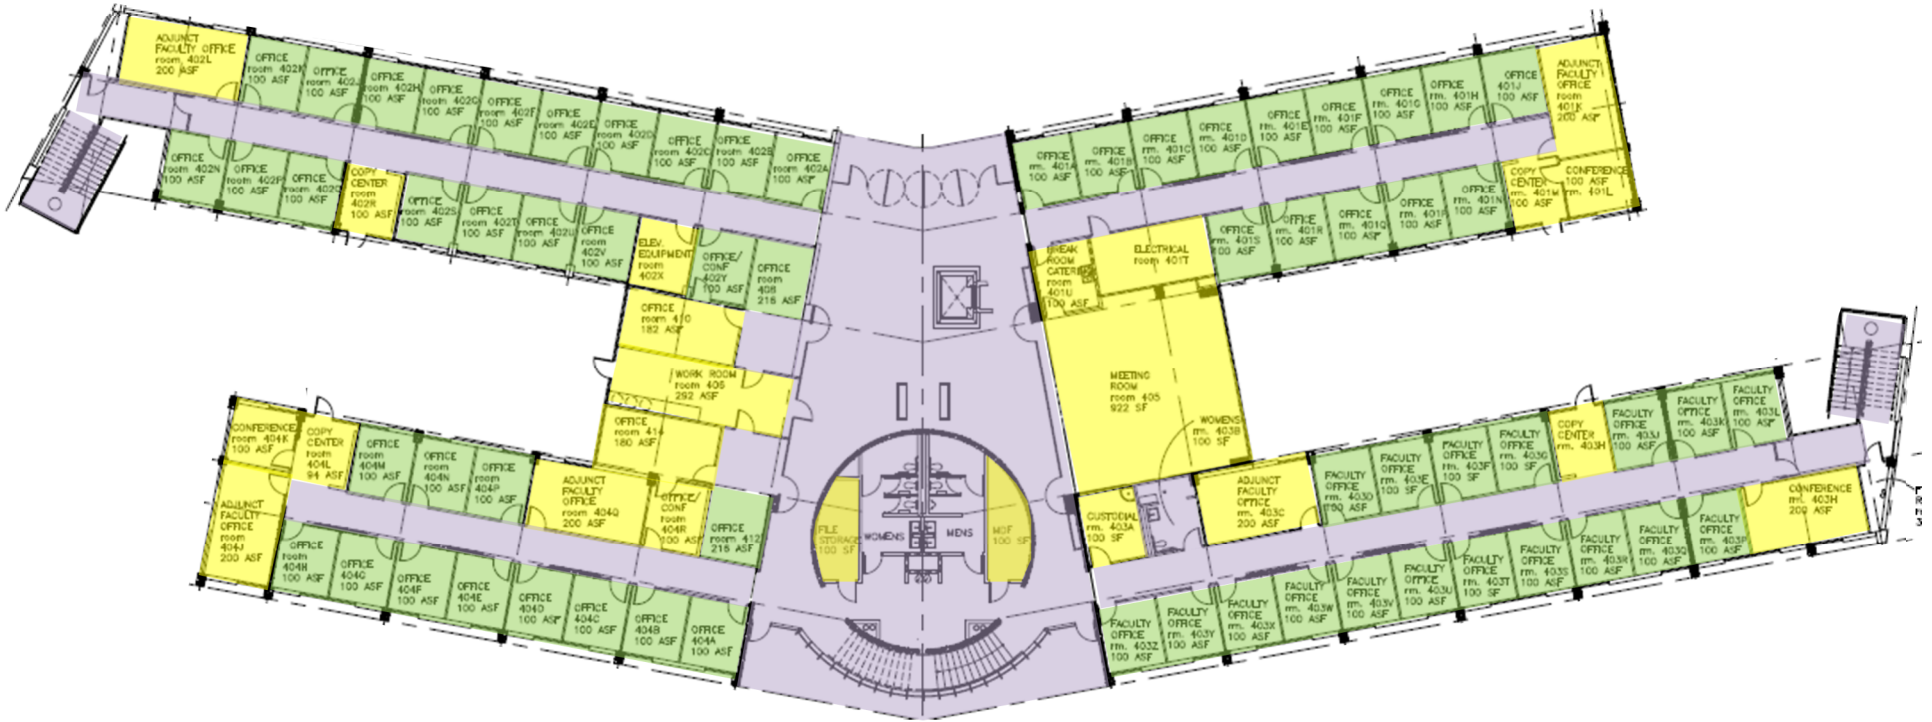 ADJUNCT
FACULTY OFFICE
room 402L
200 ASF
OFFICE
room 402K
100 ASF
OFFICE
room 402J
100 ASF
OFFICE
room 402H
100 ASF
OFFICE
room 402G
100 ASF
OFFICE
room 402F
100 ASF
OFFICE
room 402E
100 ASF
OFFICE
room 402D
100 ASF
OFFICE
room 402C
100 ASF
OFFICE
room 402B
100 ASF
OFFICE
room 402A
100 ASF
OFFICE
room 402N
100 ASF
OFFICE
room 402P
100 ASF
OFFICE
room 402Q
100 ASF
COPY
CENTER
room
402R
100 ASF
OFFICE
room 402S
100 ASF
OFFICE
room 402T
100 ASF
OFFICE
room 402U
100 ASF
OFFICE
room
402V
100 ASF
ELEV.
EQUIPMENT
room
402X
OFFICE/
CONF
402Y
100 ASF
OFFICE
room
408
216 ASF
OFFICE
room 410
182 ASF
WORK ROOM
room 406
292 ASF
OFFICE
room 414
180 ASF
OFFICE
rm. 401A
100 ASF
OFFICE
rm. 401B
100 ASF
OFFICE
rm. 401C
100 ASF
OFFICE
rm. 401D
100 ASF
OFFICE
rm. 401E
100 ASF
OFFICE
rm. 401F
100 ASF
OFFICE
rm. 401G
100 ASF
OFFICE
rm. 401H
100 ASF
OFFICE
401J
100 ASF
ADJUNCT
FACULTY
OFFICE
room
401K
200 ASF
COPY
CENTER
rm. 401M
100 ASF
CONFERENCE
100 ASF
rm. 401L
OFFICE
rm. 401N
100 ASF
OFFICE
rm. 401P
100 ASF
OFFICE
rm. 401Q
100 ASF
OFFICE
rm. 401R
100 ASF
OFFICE
rm. 401S
100 ASF
ELECTRICAL
room 401T
BREAK
ROOM
CATERING
room
401U
100 ASF
MEETING
ROOM
room 405
922 SF
WOMENS
rm. 403B
100 SF
CONFERENCE
room 404K
100 ASF
COPY
CENTER
room
404L
94 ASF
OFFICE
room
404M
100 ASF
OFFICE
room
404N
100 ASF
OFFICE
room
404P
100 ASF
ADJUNCT
FACULTY
OFFICE
room 404Q
200 ASF
OFFICE/
CONF
room
404R
100 ASF
OFFICE
room 412
216 ASF
ADJUNCT
FACULTY
OFFICE
room
404J
200 ASF
OFFICE
room
404H
100 ASF
OFFICE
404G
100 ASF
OFFICE
404F
100 ASF
OFFICE
404E
100 ASF
OFFICE
404D
100 ASF
OFFICE
404C
100 ASF
OFFICE
404B
100 ASF
OFFICE
404A
100 ASF
FILE
STORAGE
100 SF
WOMENS
MENS
MDF
100 SF
CUSTODIAL
rm. 403A
100 SF
ADJUNCT
FACULTY
OFFICE
rm. 403C
200 ASF
FACULTY
OFFICE
rm. 403D
100 ASF
FACULTY
OFFICE
rm. 403E
100 SF
FACULTY
OFFICE
rm. 403F
100 SF
FACULTY
OFFICE
rm. 403G
100 SF
COPY
CENTER
rm. 403H
FACULTY
OFFICE
rm. 403J
100 ASF
FACULTY
OFFICE
rm. 403K
100 ASF
FACULTY
OFFICE
rm. 403L
100 ASF
CONFERENCE
rm. 403H
200 ASF
FACULTY
OFFICE
rm. 403P
100 ASF
FACULTY
OFFICE
rm. 403Q
100 ASF
FACULTY
OFFICE
rm. 403R
100 ASF
FACULTY
OFFICE
rm. 403S
100 ASF
FACULTY
OFFICE
rm. 403T
100 SF
FACULTY
OFFICE
rm. 403U
100 ASF
FACULTY
OFFICE
rm. 403V
100 ASF
FACULTY
OFFICE
rm. 403W
100 ASF
FACULTY
OFFICE
rm. 403X
100 ASF
FACULTY
OFFICE
rm. 403Y
100 ASF
FACULTY
OFFICE
rm. 403Z
100 ASF